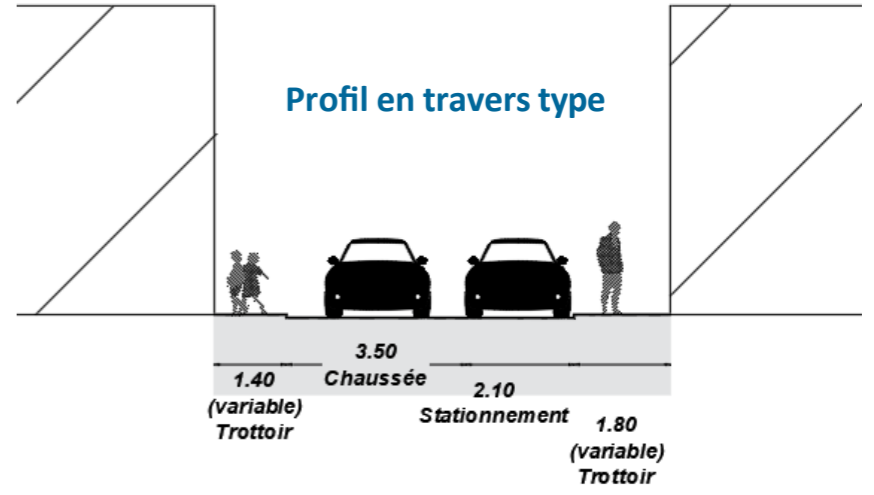 Profil en travers type
1.40
(variable)
Trottoir
3.50
Chaussée
2.10
Stationnement
1.80
(variable)
Trottoir